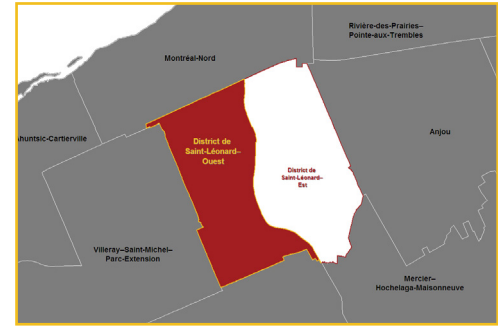 Rivière-des-Prairies–
Pointe-aux-Trembles
Montréal-Nord
Ahuntsic-Cartierville
Anjou
District de
Saint-Léonard–
Ouest
District de
Saint-Léonard–
Est
Villeray–Saint-Michel–
Parc-Extension
Mercier–
Hochelaga-Maisonneuve